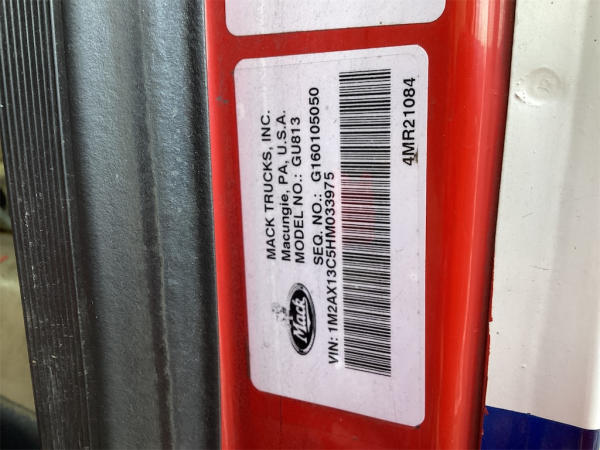 MACK TRUCKS, INC.
Macungie, PA, U.S.A.
MODEL NO.: GU813
SEQ. NO.: G160105050
Mack
VIN: 1M2AX13C5HM033975
4MR21084